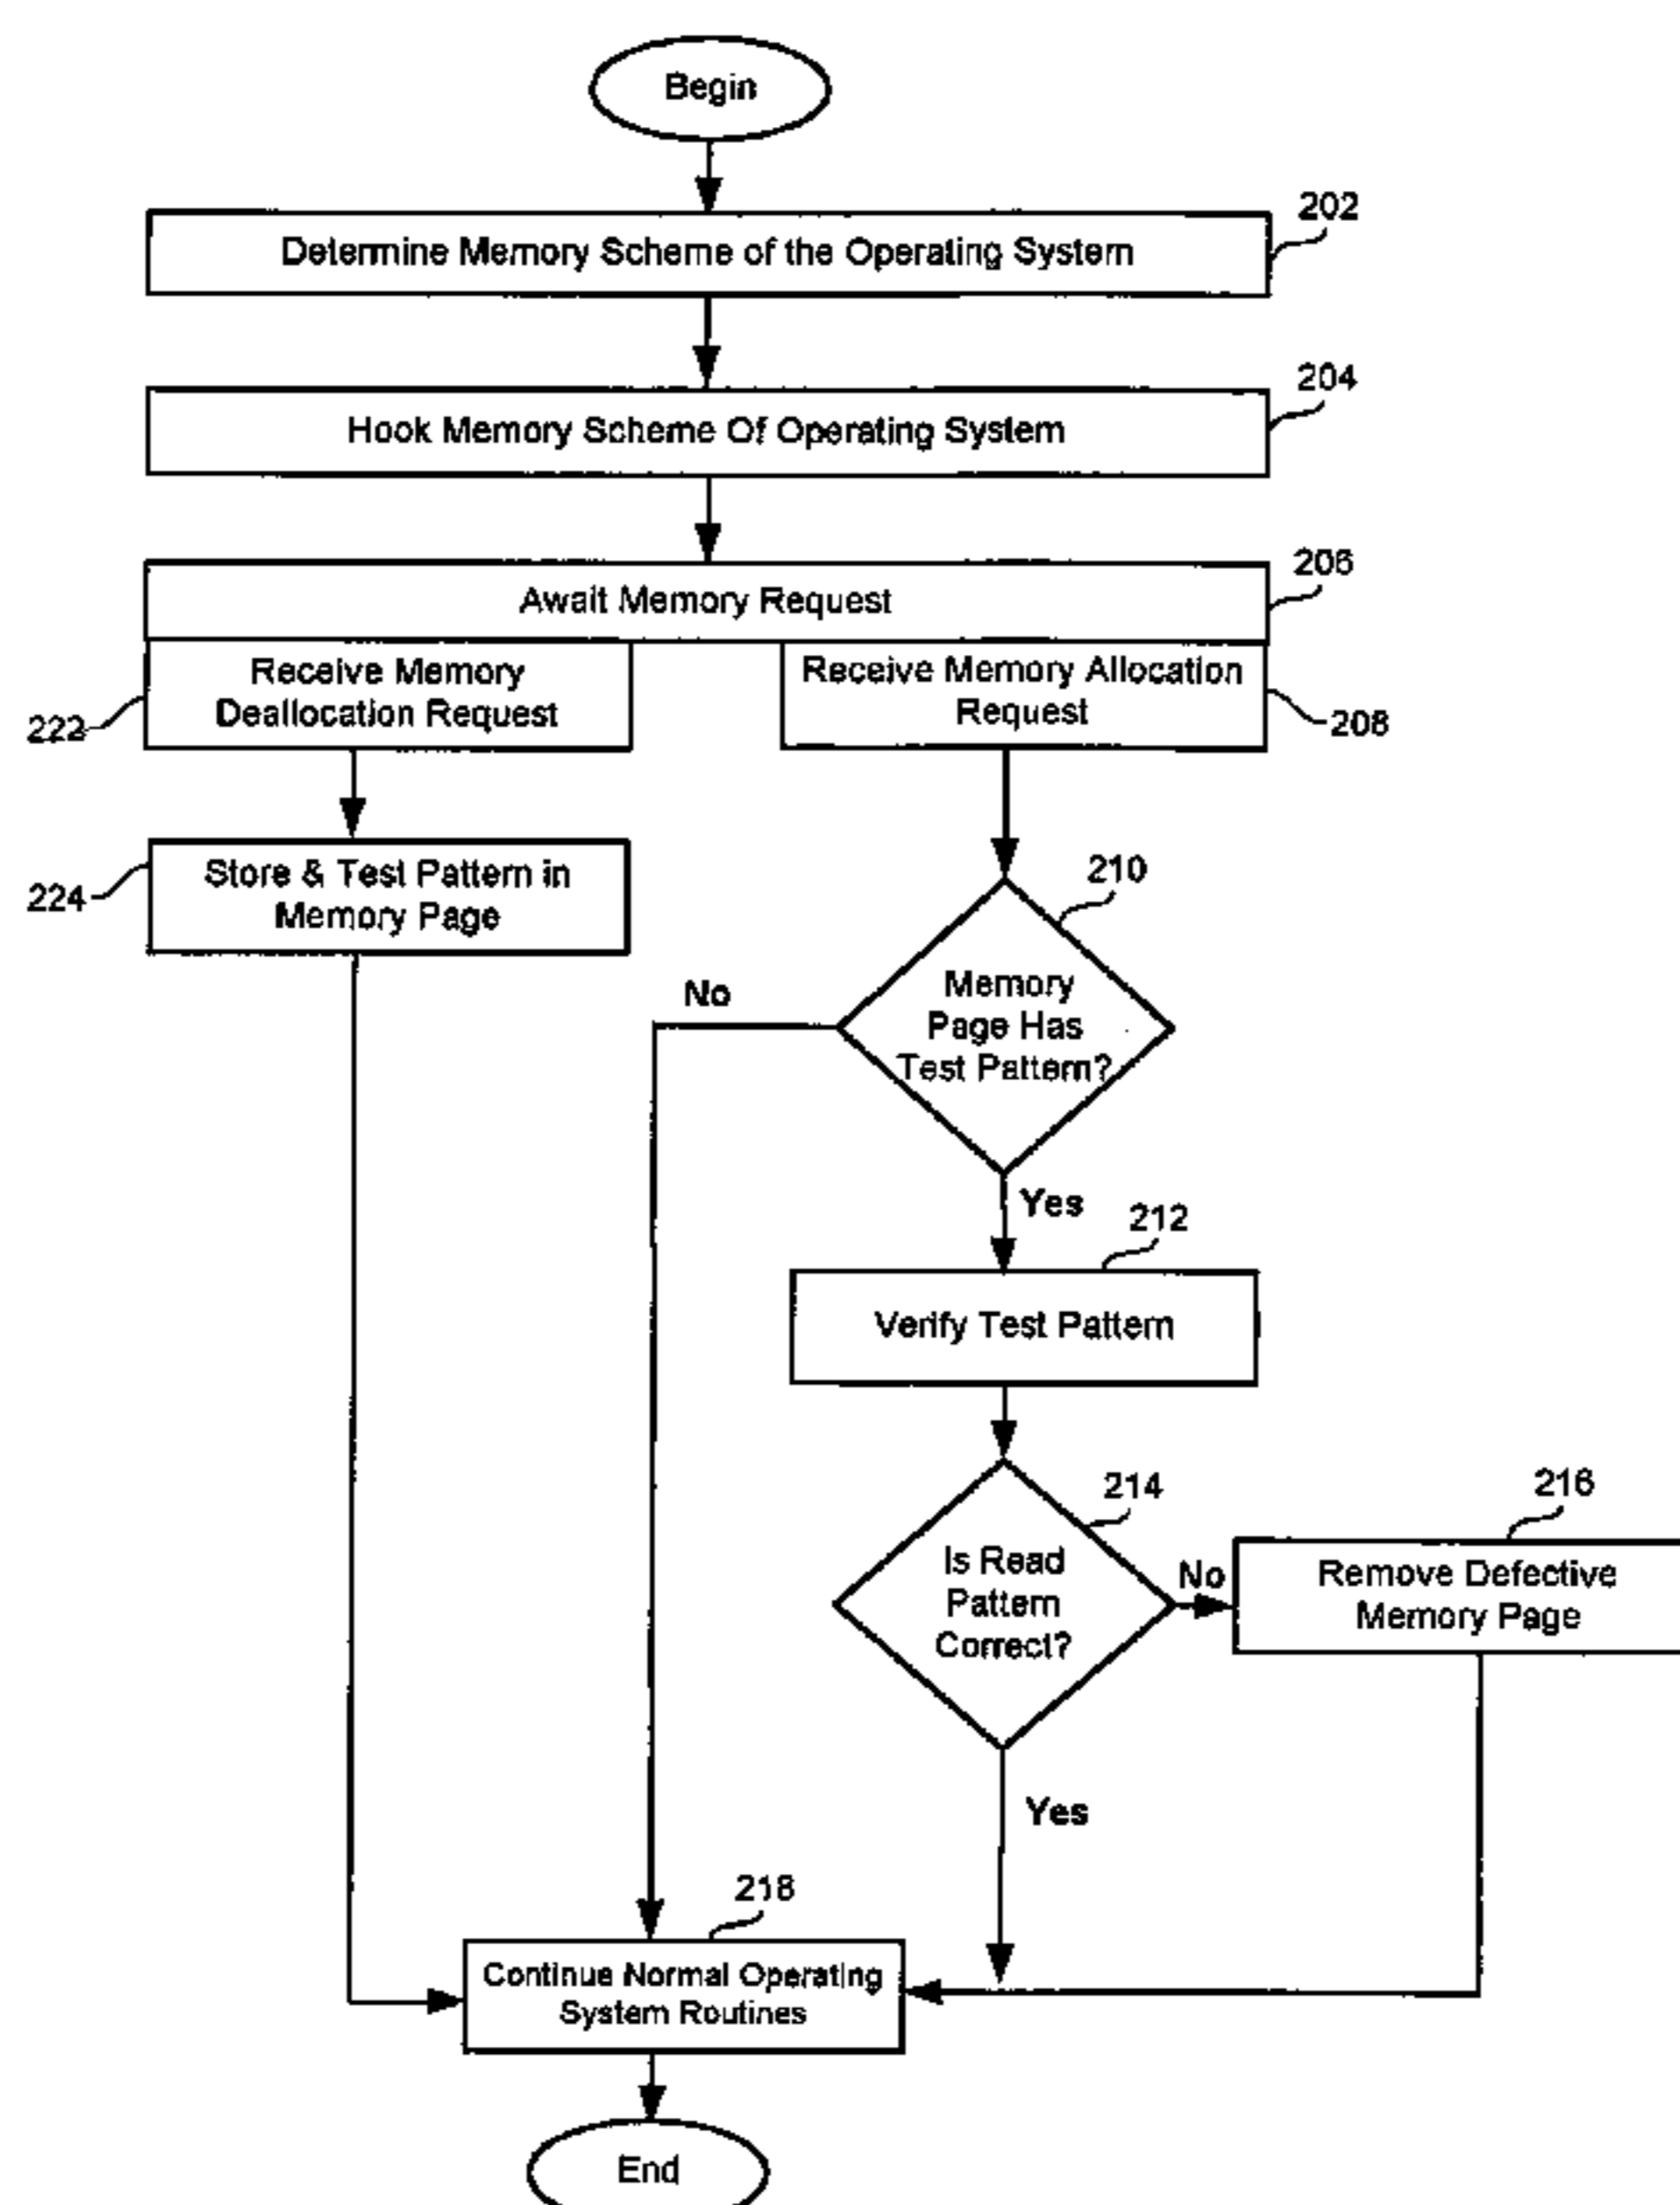 Begin
202
Determine Memory Scheme of the Operating System
204
Hook Memory Scheme Of Operating System
206
Await Memory Request
Receive Memory
Deallocation Request
222
Receive Memory Allocation
Request
208
Store & Test Pattern in
Memory Page
224
210
Memory
Page Has
Test Pattern?
No
Yes
212
Verify Test Pattern
214
Is Read
Pattern
Correct?
No
216
Remove Defective
Memory Page
Yes
218
Continue Normal Operating
System Routines
End